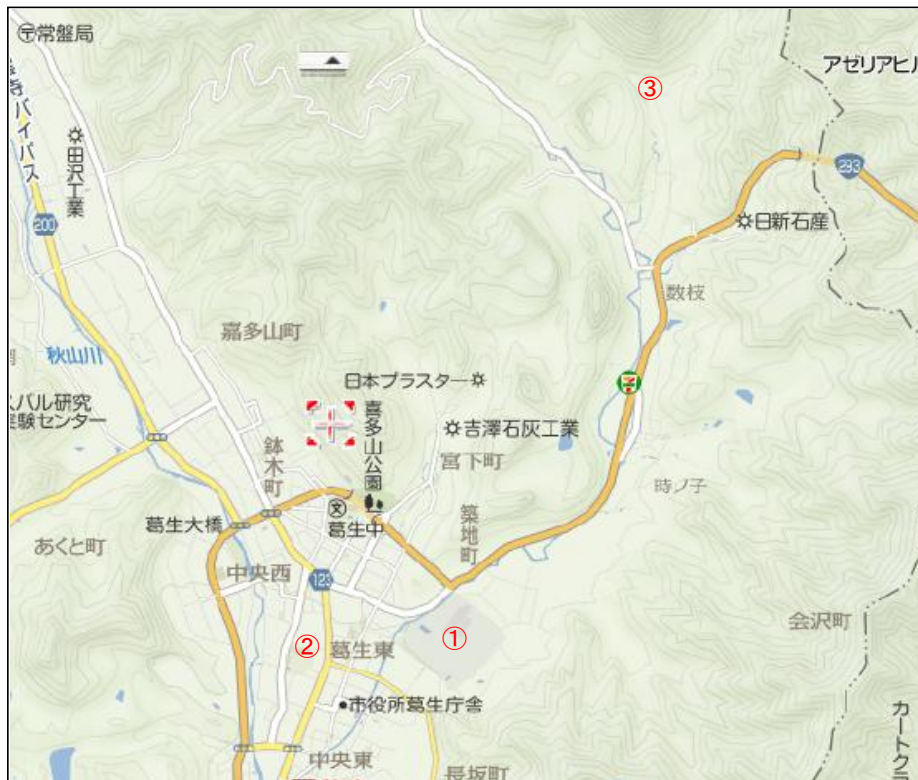 〒常盤局
アゼリアヒル
③
バイパス
田沢工業
293
200
日新石産
数枝
嘉多山町
秋山川
日本プラスター
スバル研究
実験センター
喜多山公園
吉澤石灰工業
鉢木町
宮下町
時ノ子
葛生大橋
文
葛生中
築地町
あくと町
中央西
123
会沢町
②
葛生東
①
市役所葛生庁舎
カートクラ
中央東
長坂町